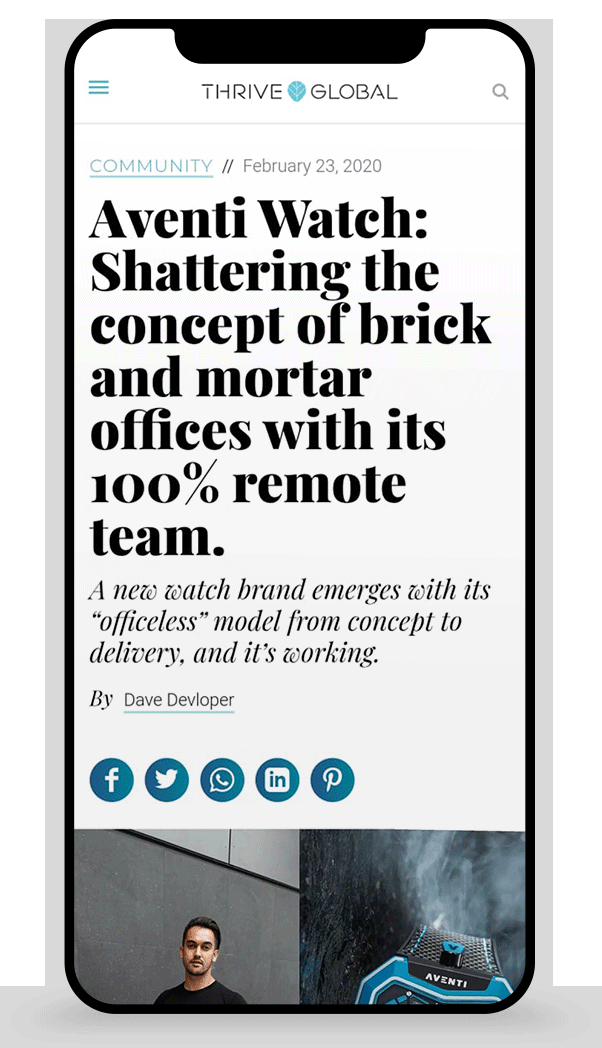 THRIVE GLOBAL
COMMUNITY // February 23, 2020
Aventi Watch:
Shattering the
concept of brick
and mortar
offices with its
100% remote
team.
A new watch brand emerges with its
“officeless” model from concept to
delivery, and it’s working.
By Dave Devloper
AVENTI